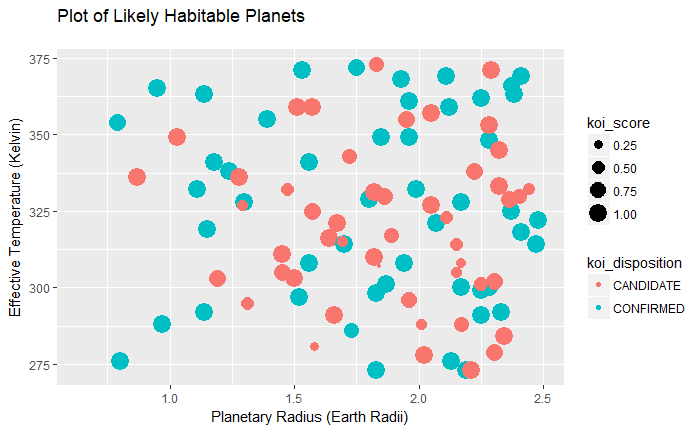 Plot of Likely Habitable Planets
375
350
325
300
275
Effective Temperature (Kelvin)
1.0
1.5
2.0
2.5
Planetary Radius (Earth Radii)
koi_score
0.25
0.50
0.75
1.00
koi_disposition
CANDIDATE
CONFIRMED